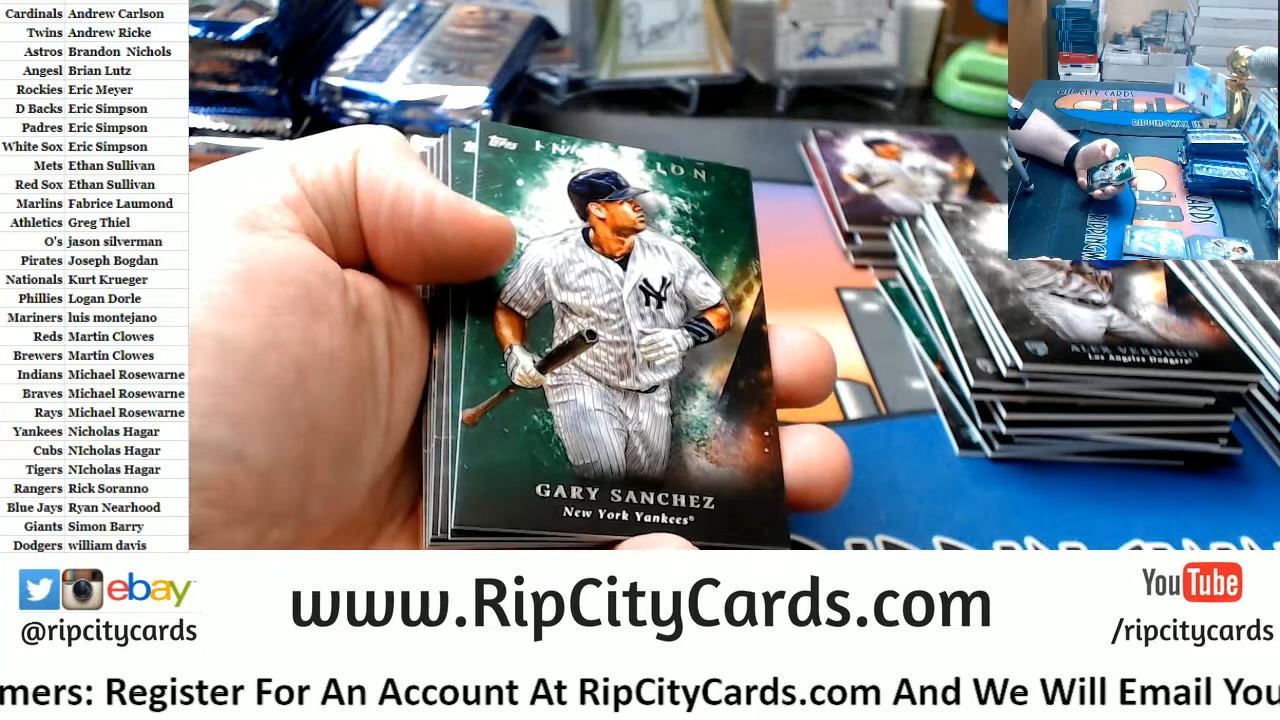 Cardinals Andrew Carlson
Twins Andrew Ricke
Astros Brandon Nichols
Angesl Brian Lutz
Rockies Eric Meyer
D Backs Eric Simpson
Padres Eric Simpson
White Sox Eric Simpson
Mets Ethan Sullivan
Red Sox Ethan Sullivan
Marlins Fabrice Laumond
Athletics Greg Thiel
O's jason silverman
Pirates Joseph Bogdan
Nationals Kurt Krueger
Phillies Logan Dorle
Mariners luis montejano
Reds Martin Clowes
Brewers Martin Clowes
Indians Michael Rosewarne
Braves Michael Rosewarne
Rays Michael Rosewarne
Yankees Nicholas Hagar
Cubs NIcholas Hagar
Tigers NIcholas Hagar
Rangers Rick Soranno
Blue Jays Ryan Nearhood
Giants Simon Barry
Dodgers william davis
Topps
NY
GARY SANCHEZ
New York Yankees®
ALEX VERDUGO
Los Angeles Dodgers®
RIP CITY CARDS
R T
ebay
@ripcitycards
www.RipCityCards.com
YouTube
/ripcitycards
mers: Register For An Account At RipCityCards.com And We Will Email You